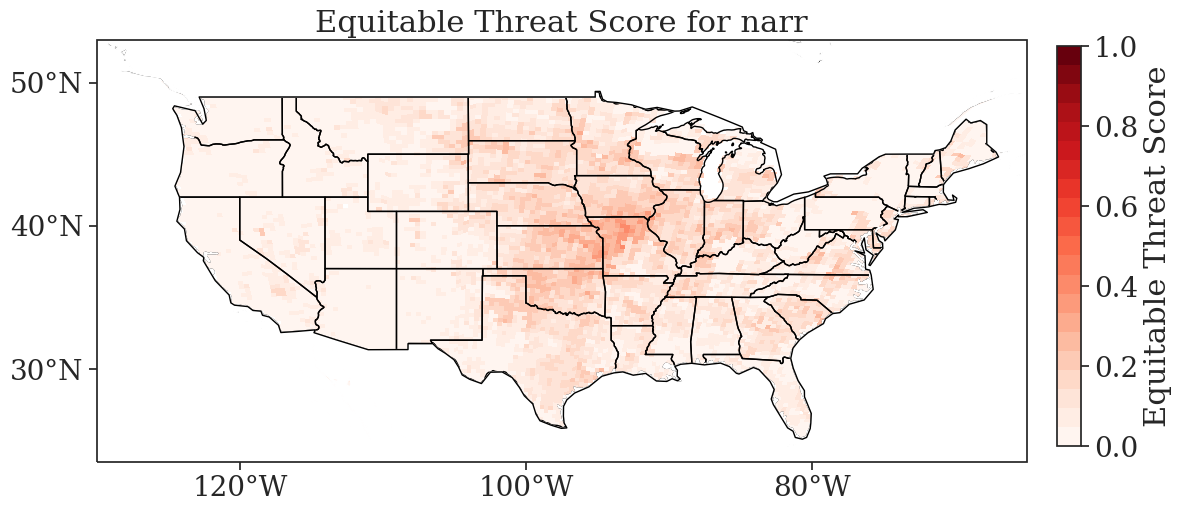 Equitable Threat Score for narr
50°N
40°N
30°N
120°W
100°W
80°W
1.0
0.8
0.6
0.4
0.2
0.0
Equitable Threat Score